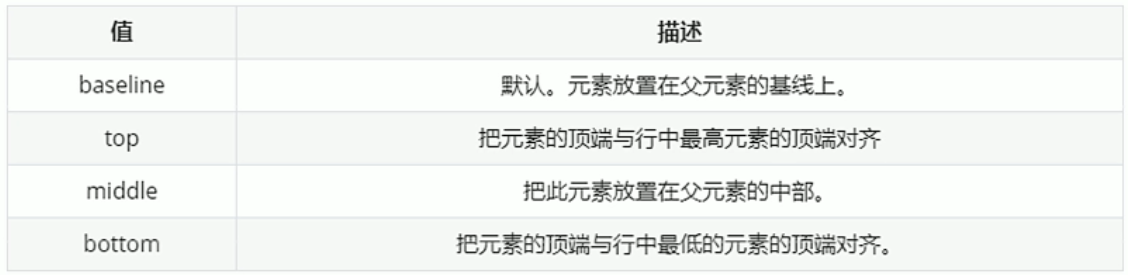 值 描述
baseline 默认。元素放置在父元素的基线上。
top 把元素的顶端与行中最高元素的顶端对齐
middle 把此元素放置在父元素的中部。
bottom 把元素的顶端与行中最低的元素的顶端对齐。